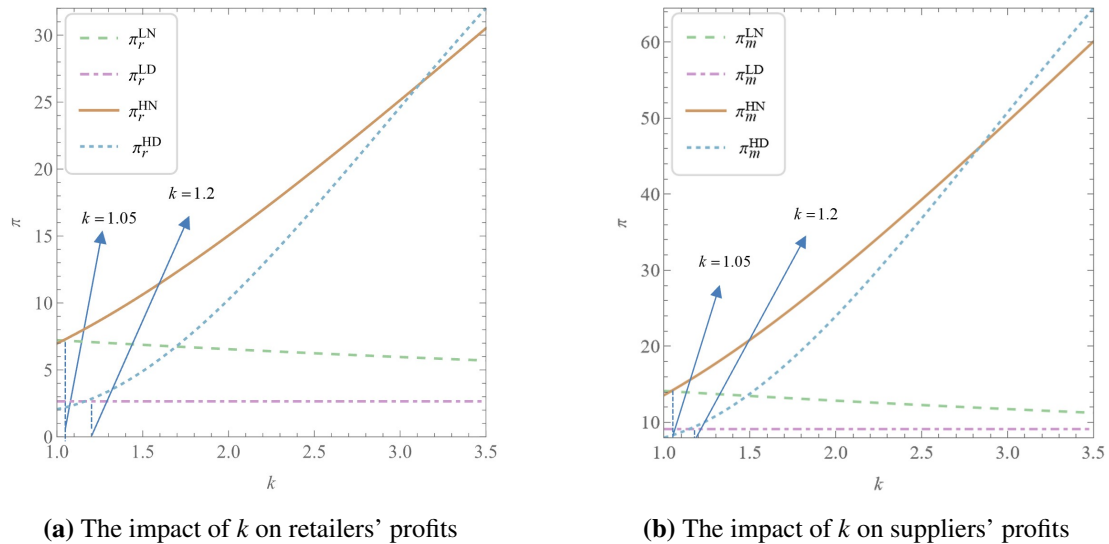 30
25
20
15
10
5
0
π
π_r^LN
π_r^LD
π_r^HN
π_r^HD
k = 1.2
k = 1.05
1.0 1.5 2.0 2.5 3.0 3.5
k
(a) The impact of k on retailers' profits
60
50
40
30
20
10
π
π_m^LN
π_m^LD
π_m^HN
π_m^HD
k = 1.2
k = 1.05
1.0 1.5 2.0 2.5 3.0 3.5
k
(b) The impact of k on suppliers' profits